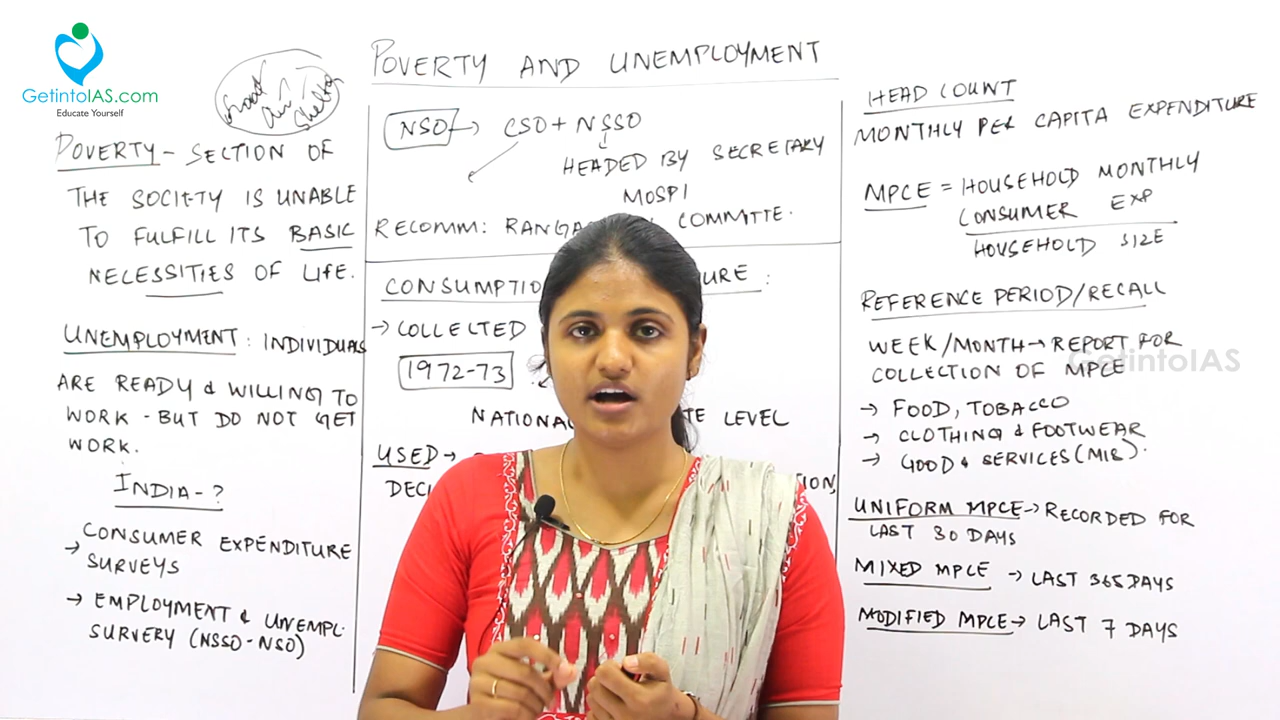 GetintoIAS.com
Educate Yourself
food
air
shelter
POVERTY AND UNEMPLOYMENT
POVERTY - SECTION OF
THE SOCIETY IS UNABLE
TO FULFILL ITS BASIC
NECESSITIES OF LIFE.
UNEMPLOYMENT: INDIVIDUALS
ARE READY & WILLING TO
WORK - BUT DO NOT GET
WORK.
INDIA - ?
→ CONSUMER EXPENDITURE
SURVEYS
→ EMPLOYMENT & UNEMPL.
SURVERY (NSSO - NSO)
NSO → CSO + NSSO
HEADED BY SECRETARY
MOSPI
RECOMM: COMMITTE.
CONSUMPTIO URE :
→ COLLECTED
1972-73
NATIONA TE LEVEL
USED →
DEC TION,
HEAD COUNT
MONTHLY PER CAPITA EXPENDITURE
MPCE = HOUSEHOLD MONTHLY
CONSUMER EXP
HOUSEHOLD SIZE
REFERENCE PERIOD/RECALL
WEEK/MONTH → REPORT FOR
COLLECTION OF MPCE
→ FOOD, TOBACCO
→ CLOTHING & FOOTWEAR
→ GOOD & SERVICES (MIS).
UNIFORM MPCE → RECORDED FOR
LAST 30 DAYS
MIXED MPCE → LAST 365 DAYS
MODIFIED MPCE → LAST 7 DAYS
GetintoIAS